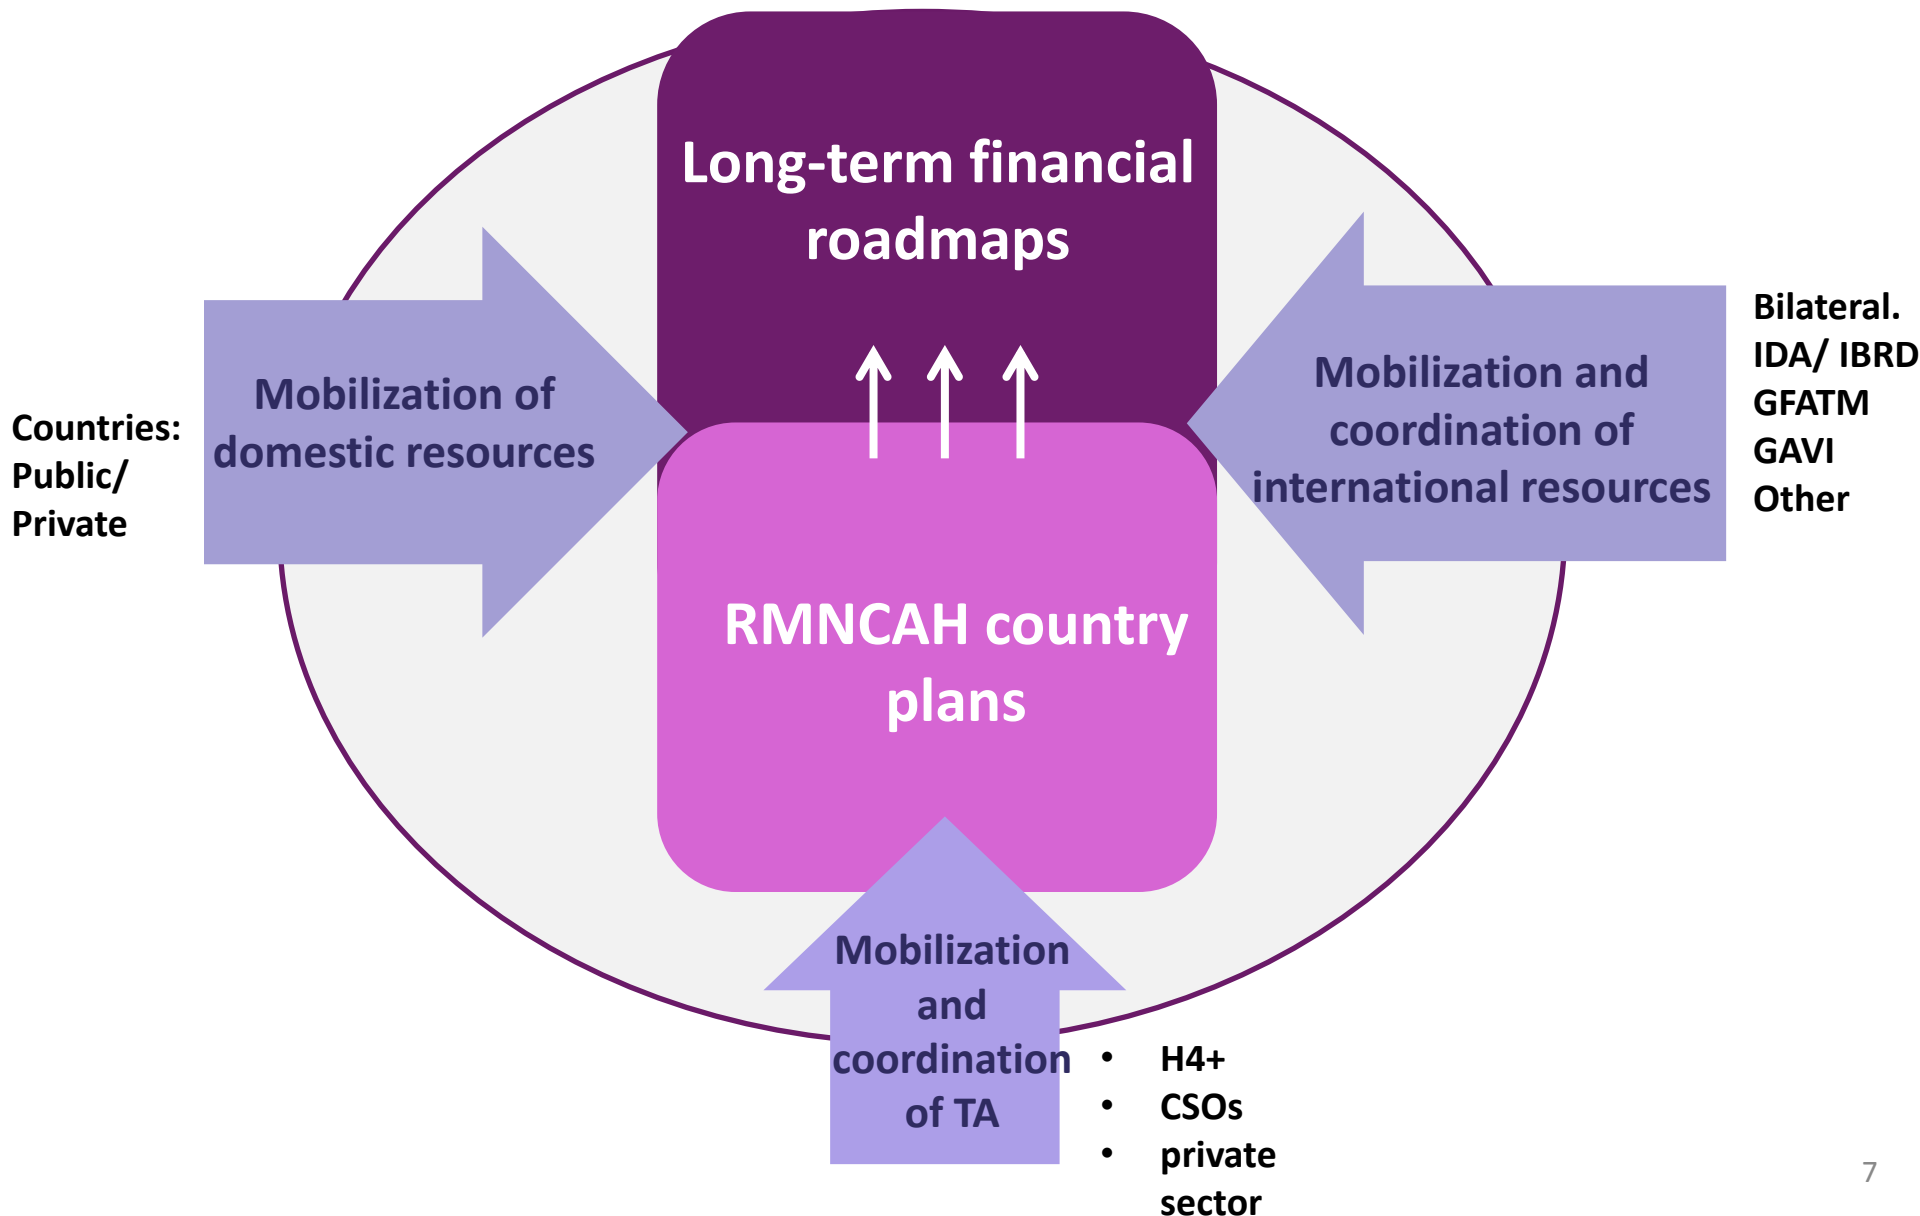 Long-term financial
roadmaps
Countries:
Public/
Private
Mobilization of
domestic resources
Mobilization and
coordination of
international resources
Bilateral.
IDA/ IBRD
GFATM
GAVI
Other
RMNCAH country
plans
Mobilization
and
coordination
of TA
• H4+
• CSOs
• private
sector
7